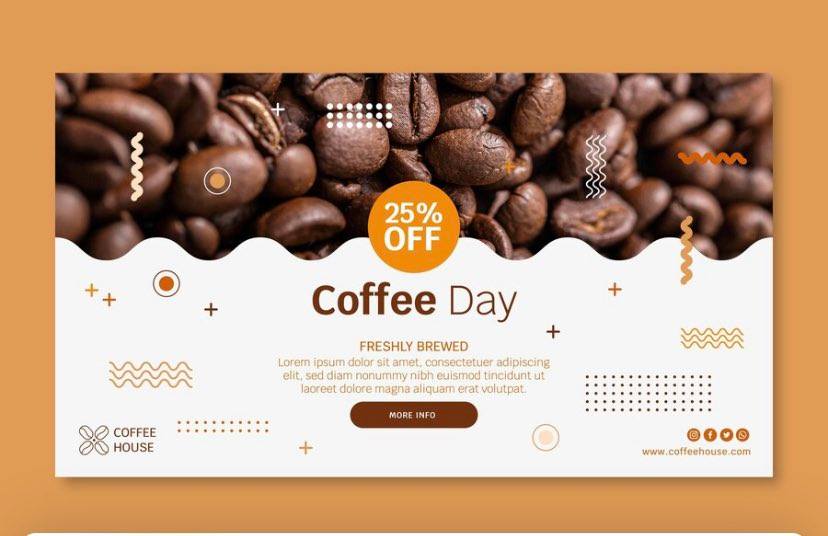 25%
OFF
Coffee Day
FRESHLY BREWED
Lorem ipsum dolor sit amet, consectetuer adipiscing
elit, sed diam nonummy nibh euismod tincidunt ut
laoreet dolore magna aliquam erat volutpat.
MORE INFO
COFFEE
HOUSE
www.coffeehouse.com